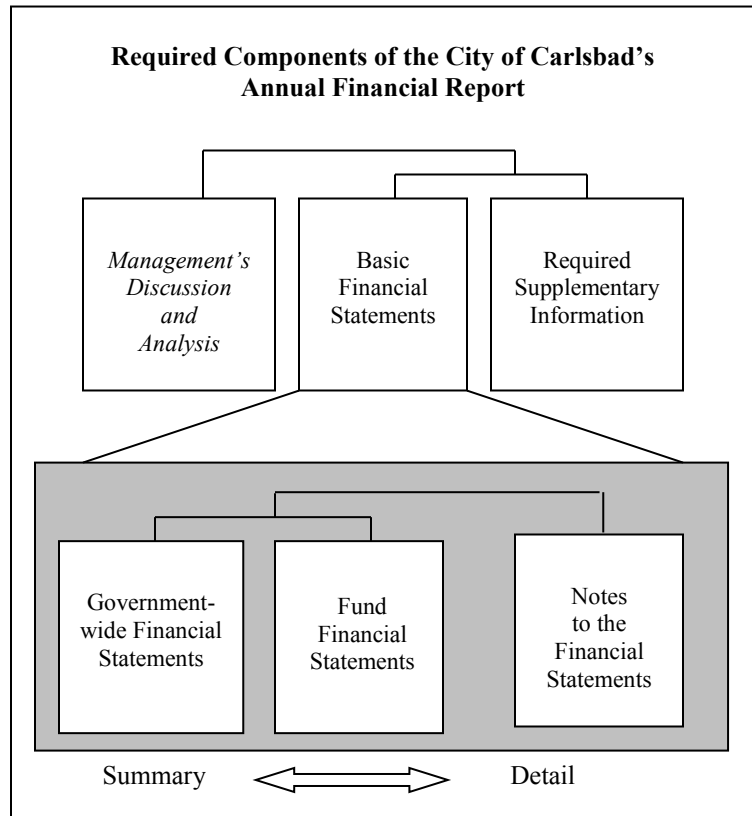 Required Components of the City of Carlsbad's
Annual Financial Report
Management's
Discussion
and
Analysis
Basic
Financial
Statements
Required
Supplementary
Information
Government-
wide Financial
Statements
Fund
Financial
Statements
Notes
to the
Financial
Statements
Summary
Detail